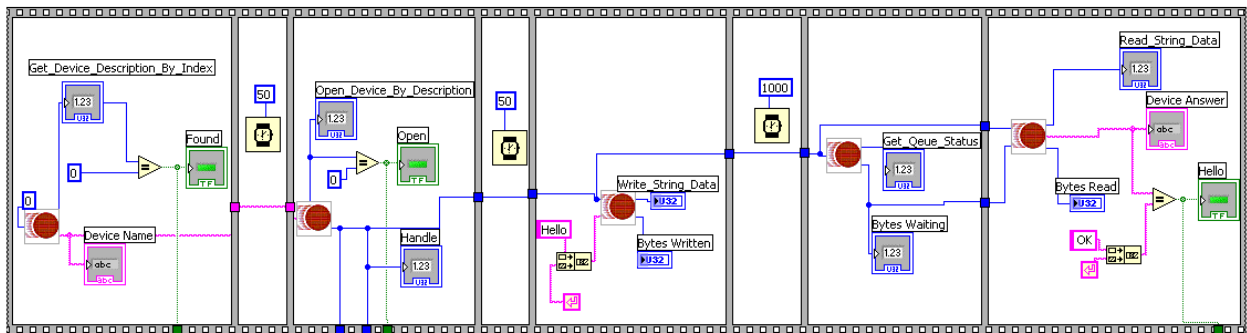 Get_Device_Description_By_Index
1.23
U32
Found
TF
0
0
Device Name
abc
abc
50
Open_Device_By_Description
1.23
U32
Open
TF
0
Handle
1.23
U32
50
Write_String_Data
U32
Hello
Bytes Written
U32
1000
Get_Qeue_Status
1.23
U32
Bytes Waiting
1.23
U32
Read_String_Data
1.23
U32
Device Answer
abc
abc
Hello
TF
Bytes Read
U32
OK